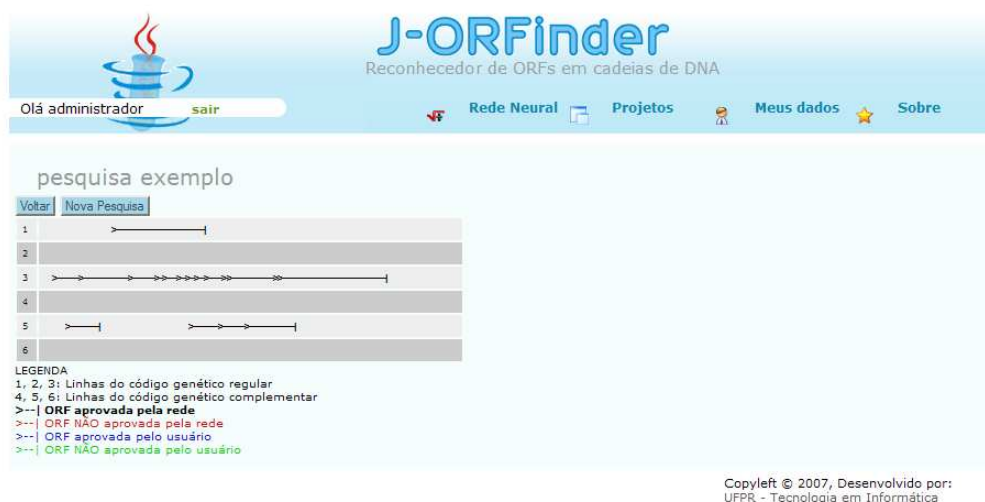 J-ORFinder
Reconhecedor de ORFs em cadeias de DNA
Olá administrador sair
Rede Neural Projetos Meus dados Sobre
pesquisa exemplo
Voltar Nova Pesquisa
1
2
3
4
5
6
LEGENDA
1, 2, 3: Linhas do código genético regular
4, 5, 6: Linhas do código genético complementar
>--| ORF aprovada pela rede
>--| ORF NÃO aprovada pela rede
>--| ORF aprovada pelo usuário
>--| ORF NÃO aprovada pelo usuário
Copyleft © 2007, Desenvolvido por:
UFPR - Tecnologia em Informática